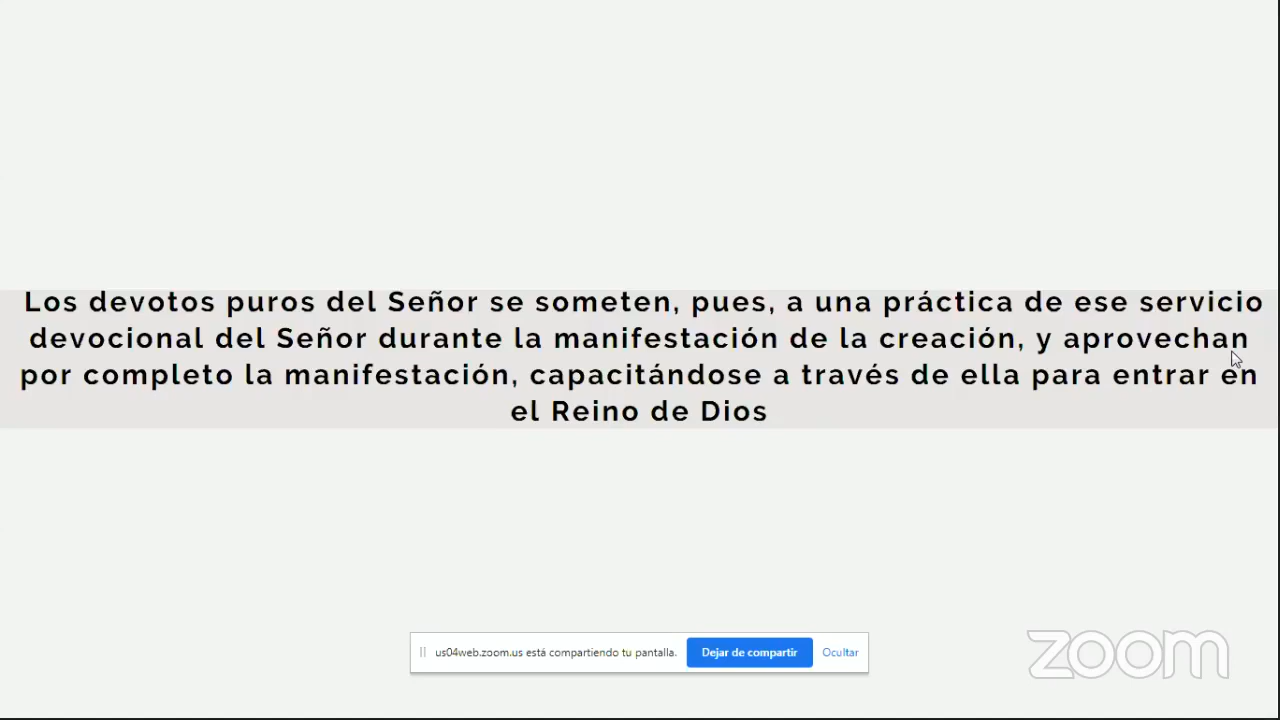 Los devotos puros del Señor se someten, pues, a una práctica de ese servicio
devocional del Señor durante la manifestación de la creación, y aprovechan
por completo la manifestación, capacitándose a través de ella para entrar en
el Reino de Dios
us04web.zoom.us está compartiendo tu pantalla. Dejar de compartir Ocultar
zoom